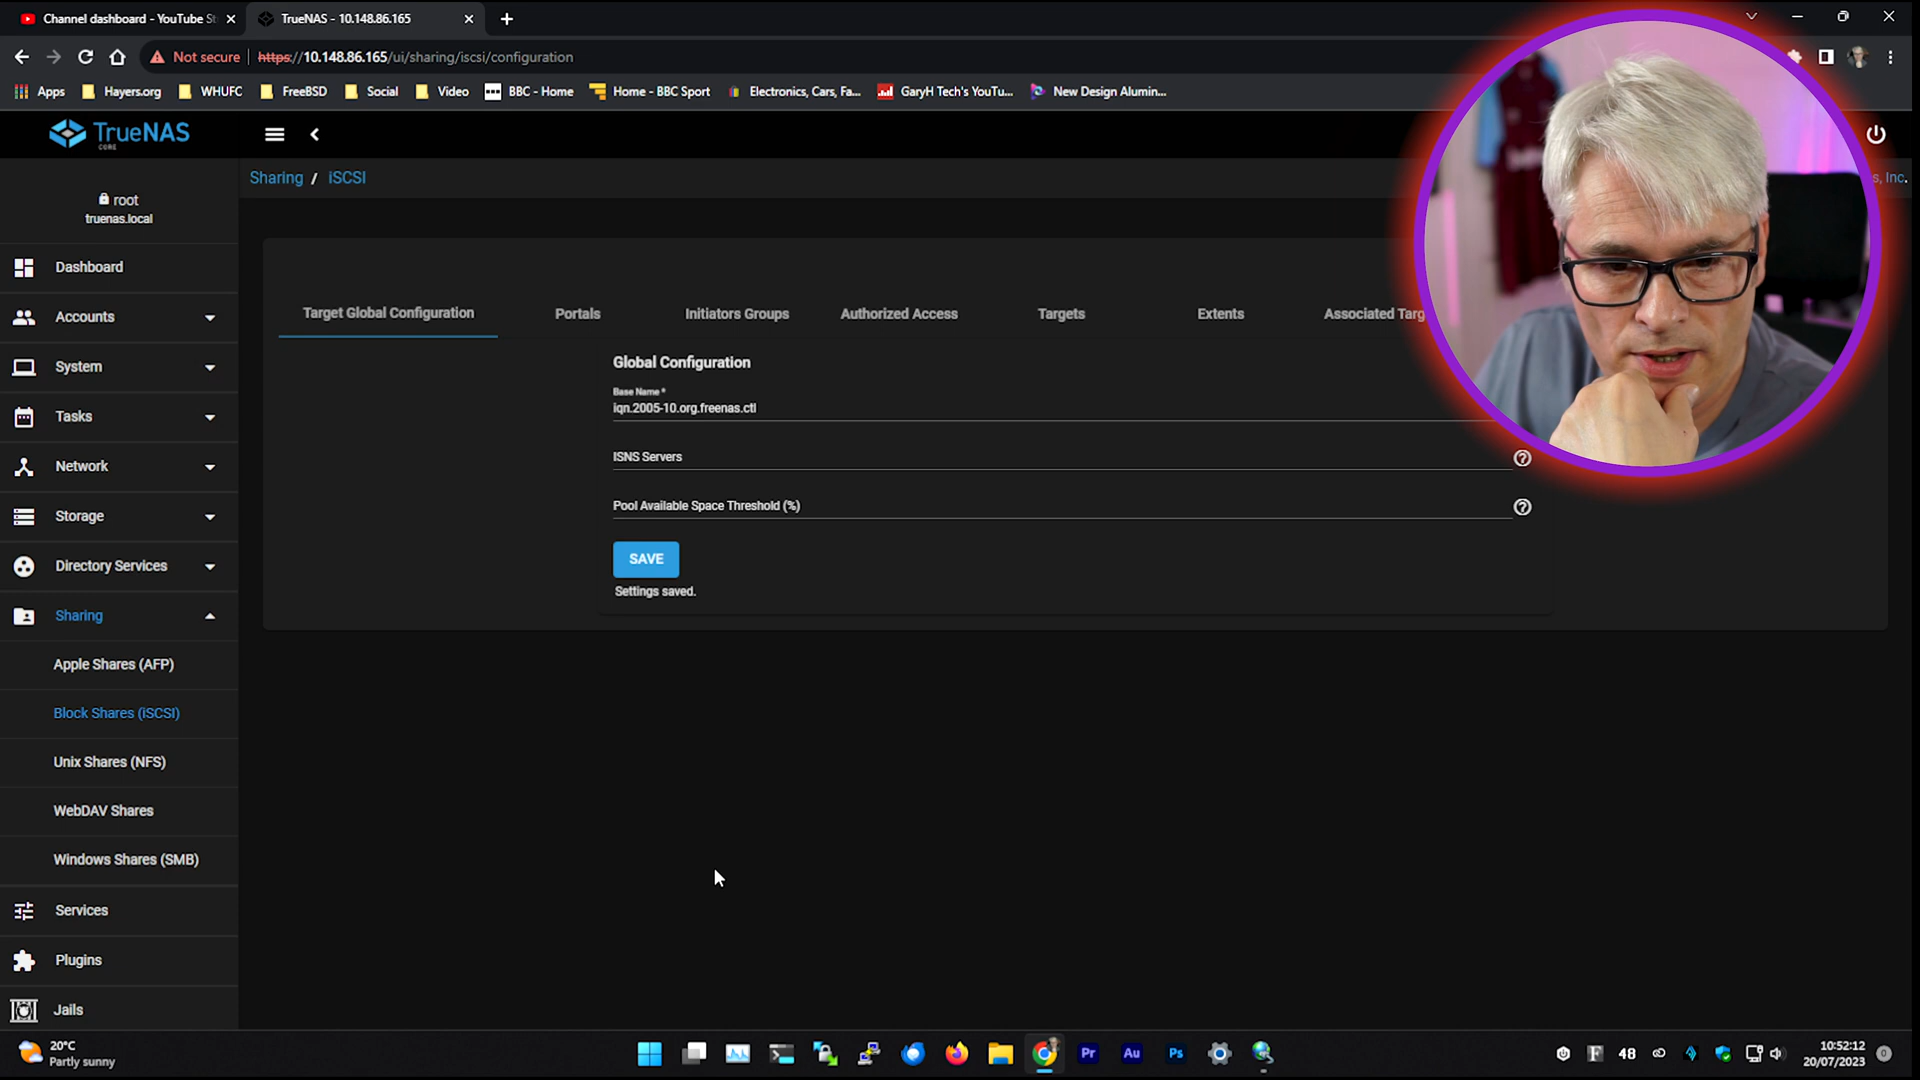 Channel dashboard - YouTube St
TrueNAS - 10.148.86.165
Not secure
https://10.148.86.165/ui/sharing/iscsi/configuration
Apps
Hayers.org
WHUFC
FreeBSD
Social
Video
BBC - Home
Home - BBC Sport
Electronics, Cars, Fa...
GaryH Tech's YouTu...
New Design Alumin...
TrueNAS
CORE
Sharing / iSCSI
s, Inc.
root
truenas.local
Dashboard
Accounts
System
Tasks
Network
Storage
Directory Services
Sharing
Apple Shares (AFP)
Block Shares (iSCSI)
Unix Shares (NFS)
WebDAV Shares
Windows Shares (SMB)
Services
Plugins
Jails
Target Global Configuration
Portals
Initiators Groups
Authorized Access
Targets
Extents
Associated Targ
Global Configuration
Base Name *
iqn.2005-10.org.freenas.ctl
ISNS Servers
Pool Available Space Threshold (%)
SAVE
Settings saved.
20°C
Partly sunny
Pr
Au
Ps
48
10:52:12
20/07/2023
0